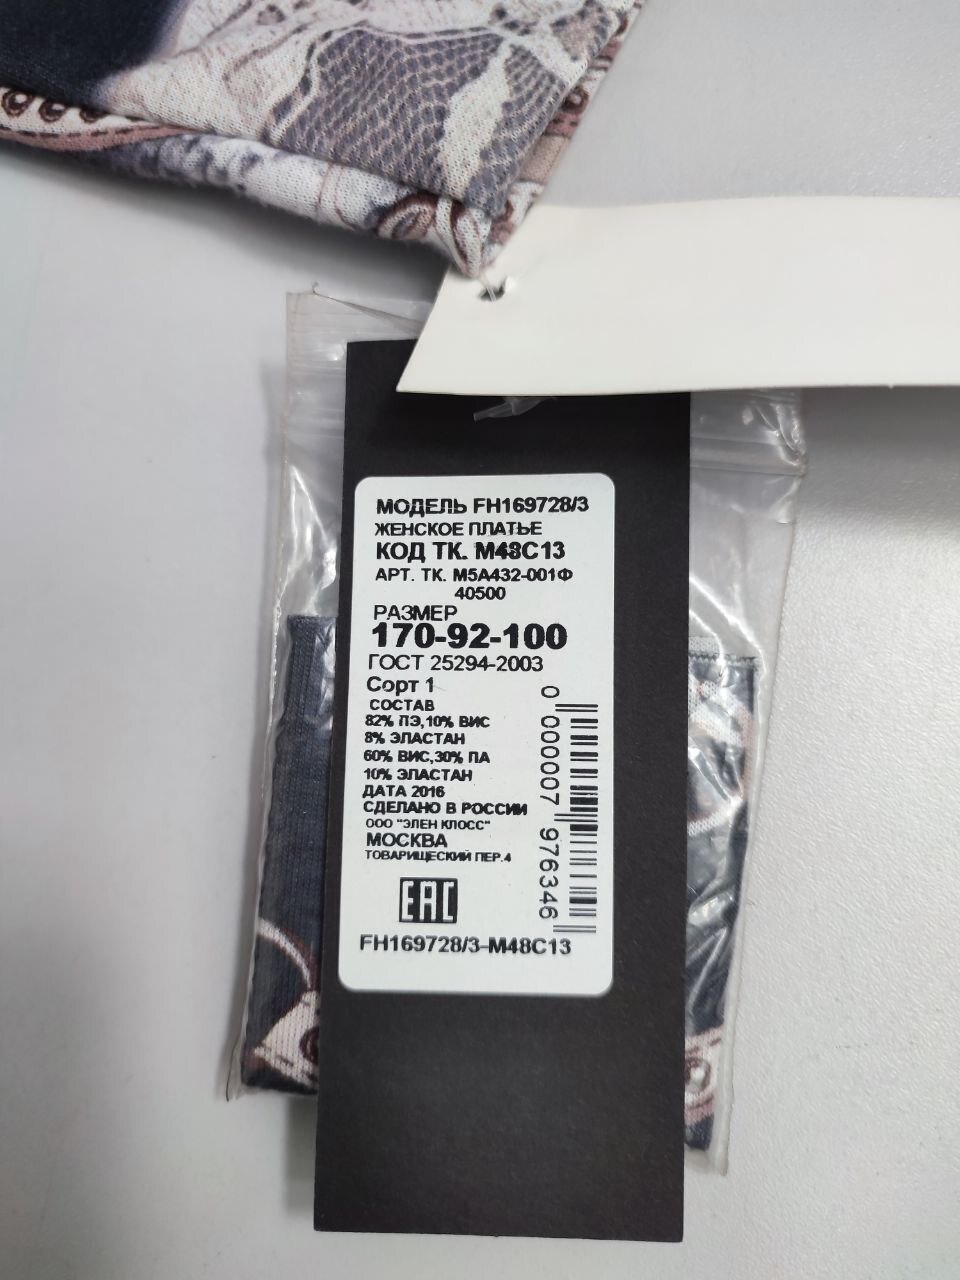 МОДЕЛЬ FH169728/3
ЖЕНСКОЕ ПЛАТЬЕ
КОД ТК. М48С13
АРТ. ТК. М5А432-001Ф
40500
РАЗМЕР
170-92-100
ГОСТ 25294-2003
Сорт 1
СОСТАВ
82% ПЭ,10% ВИС
8% ЭЛАСТАН
60% ВИС,30% ПА
10% ЭЛАСТАН
ДАТА 2016
СДЕЛАНО В РОССИИ
ООО "ЭЛЕН КЛОСС"
МОСКВА
ТОВАРИЩЕСКИЙ ПЕР.4
EAC
FH169728/3-М48С13
0 000007 976346